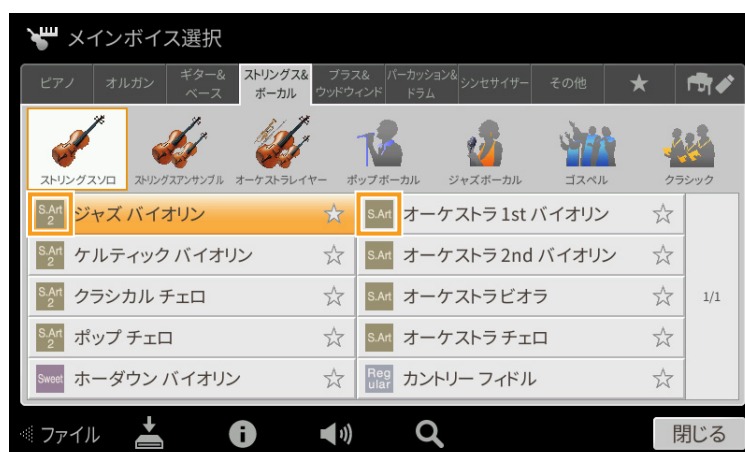 メインボイス選択
ピアノ
オルガン
ギター&
ベース
ストリングス&
ボーカル
ブラス&
ウッドウィンド
パーカッション&
ドラム
シンセサイザー
その他
ストリングスソロ
ストリングスアンサンブル
オーケストラレイヤー
ポップボーカル
ジャズボーカル
ゴスペル
クラシック
S.Art
2
ジャズ バイオリン
S.Art
オーケストラ 1st バイオリン
S.Art
2
ケルティック バイオリン
S.Art
オーケストラ 2nd バイオリン
S.Art
2
クラシカル チェロ
S.Art
オーケストラ ビオラ
1/1
S.Art
2
ポップ チェロ
S.Art
オーケストラ チェロ
Sweet
ホーダウン バイオリン
Reg
ular
カントリー フィドル
ファイル
閉じる